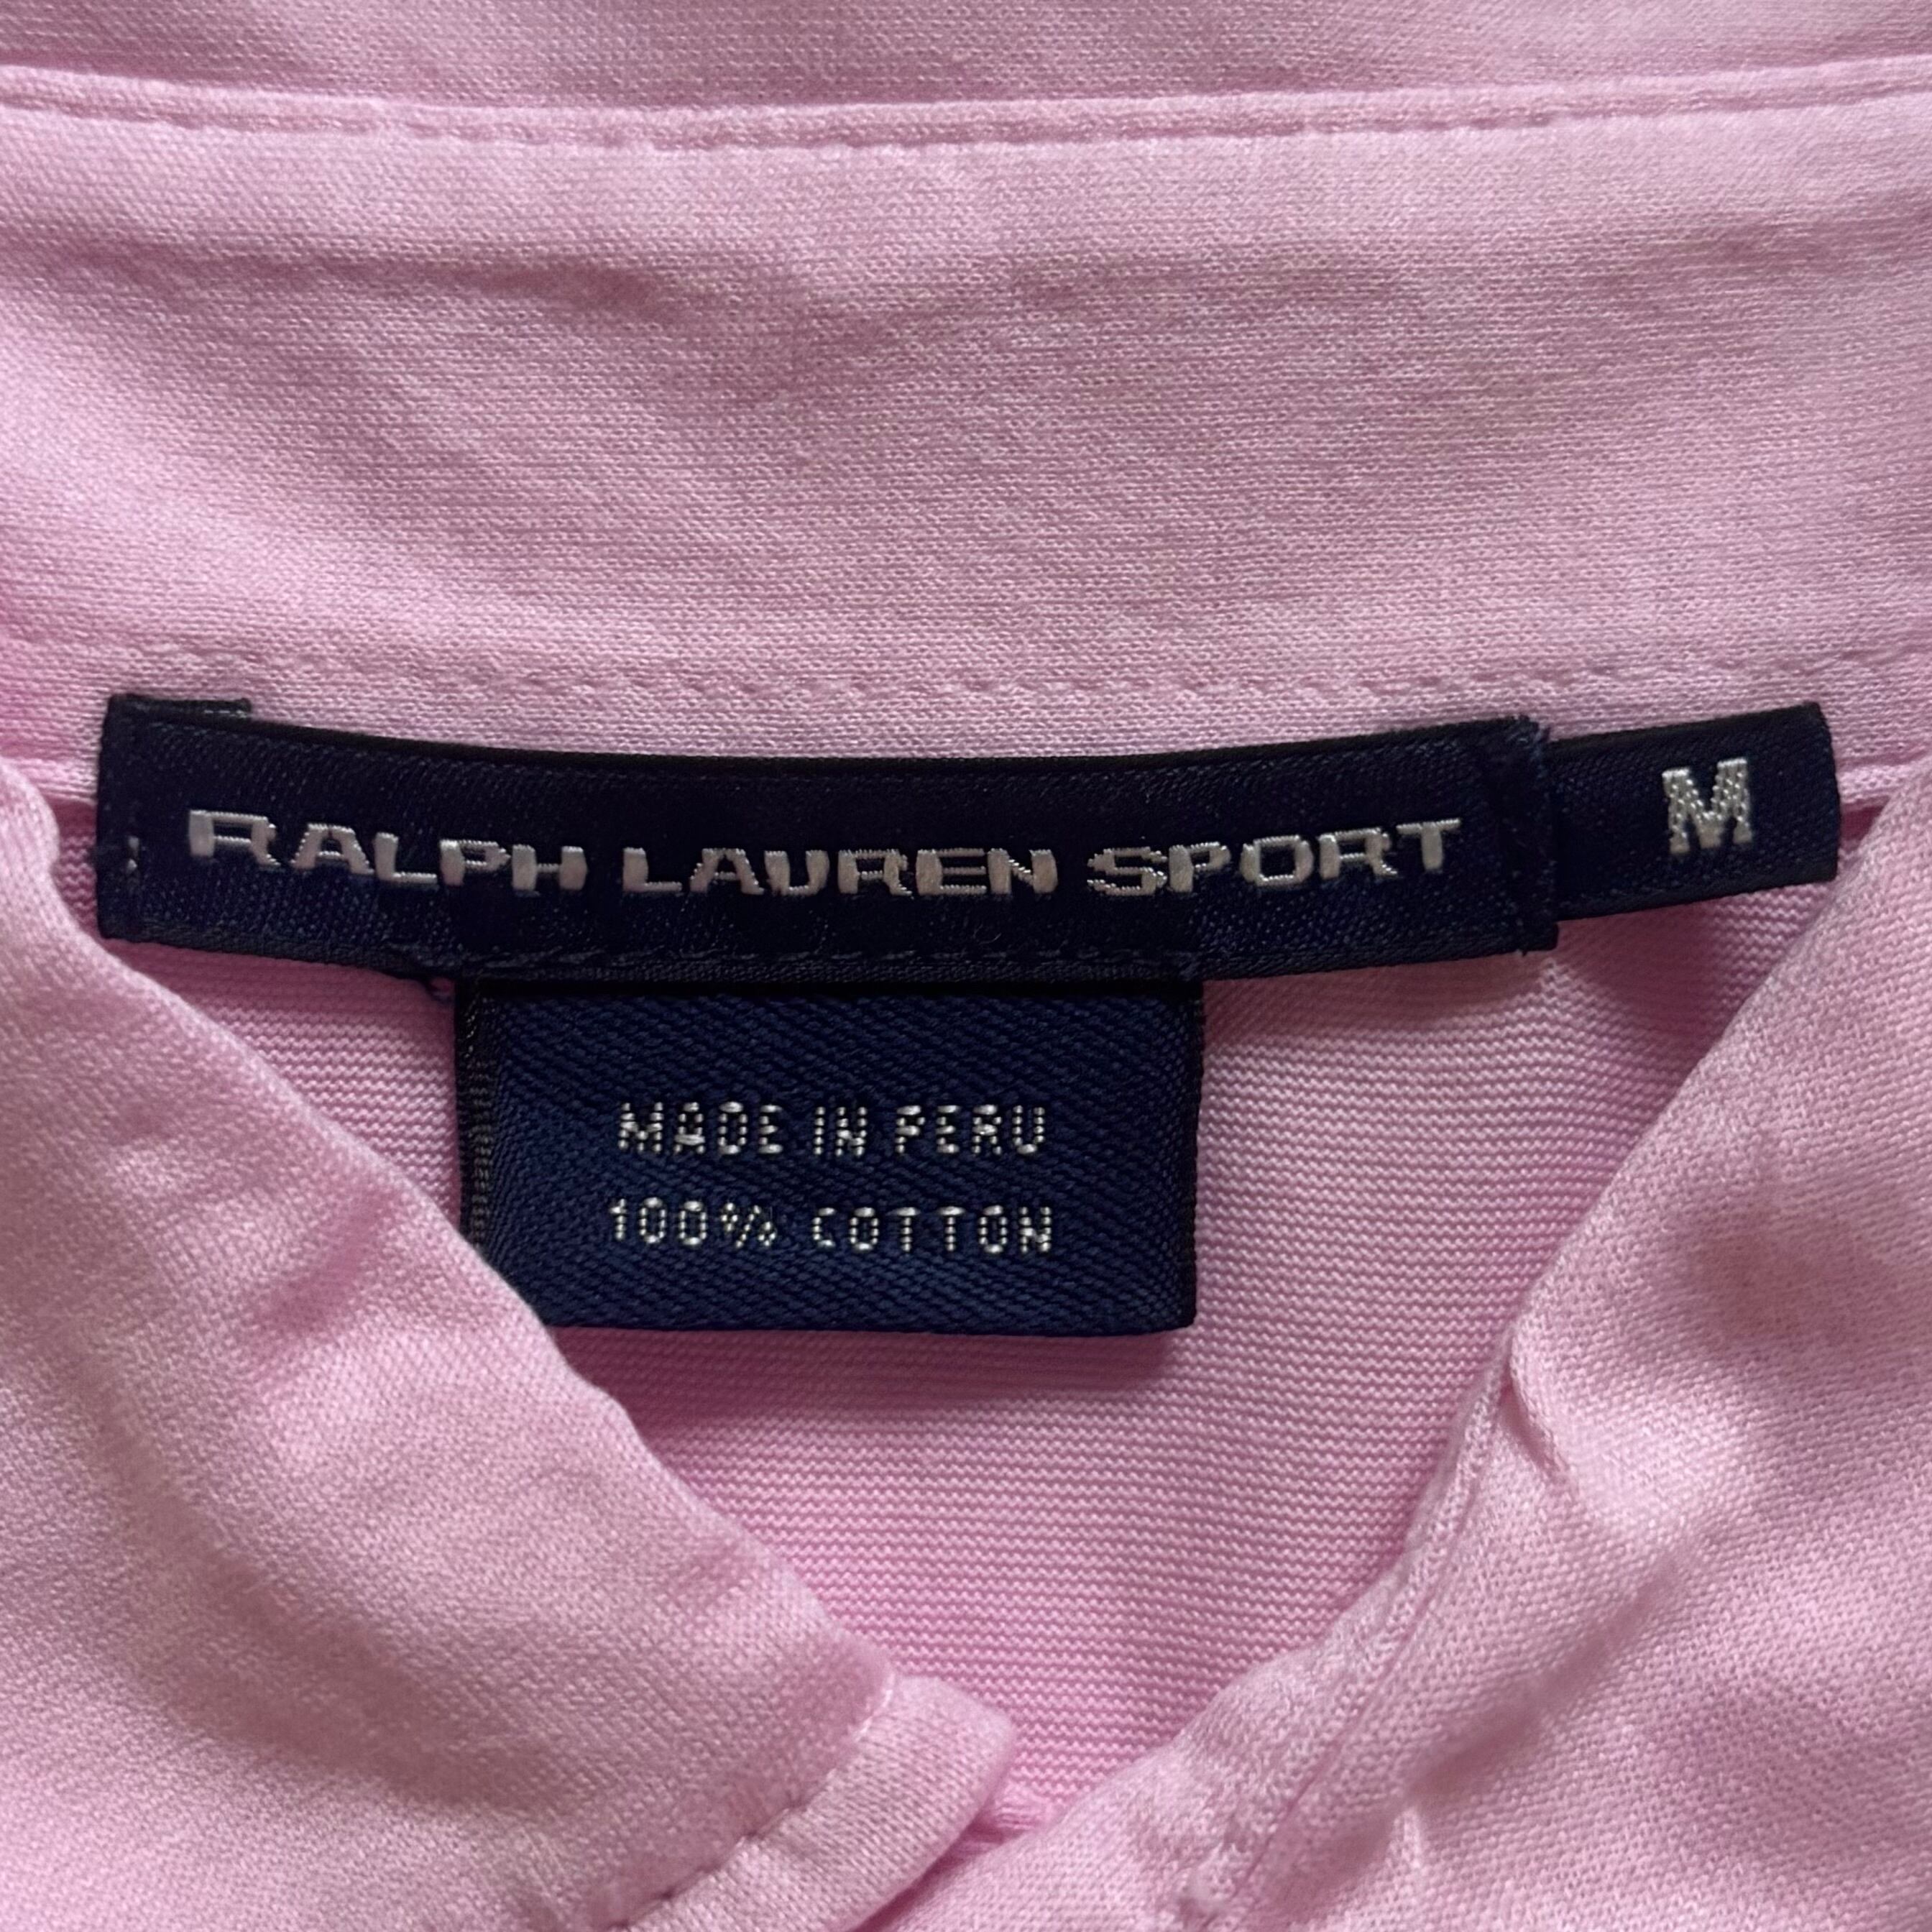 RALPH LAUREN SPORT M
MADE IN PERU
100% COTTON